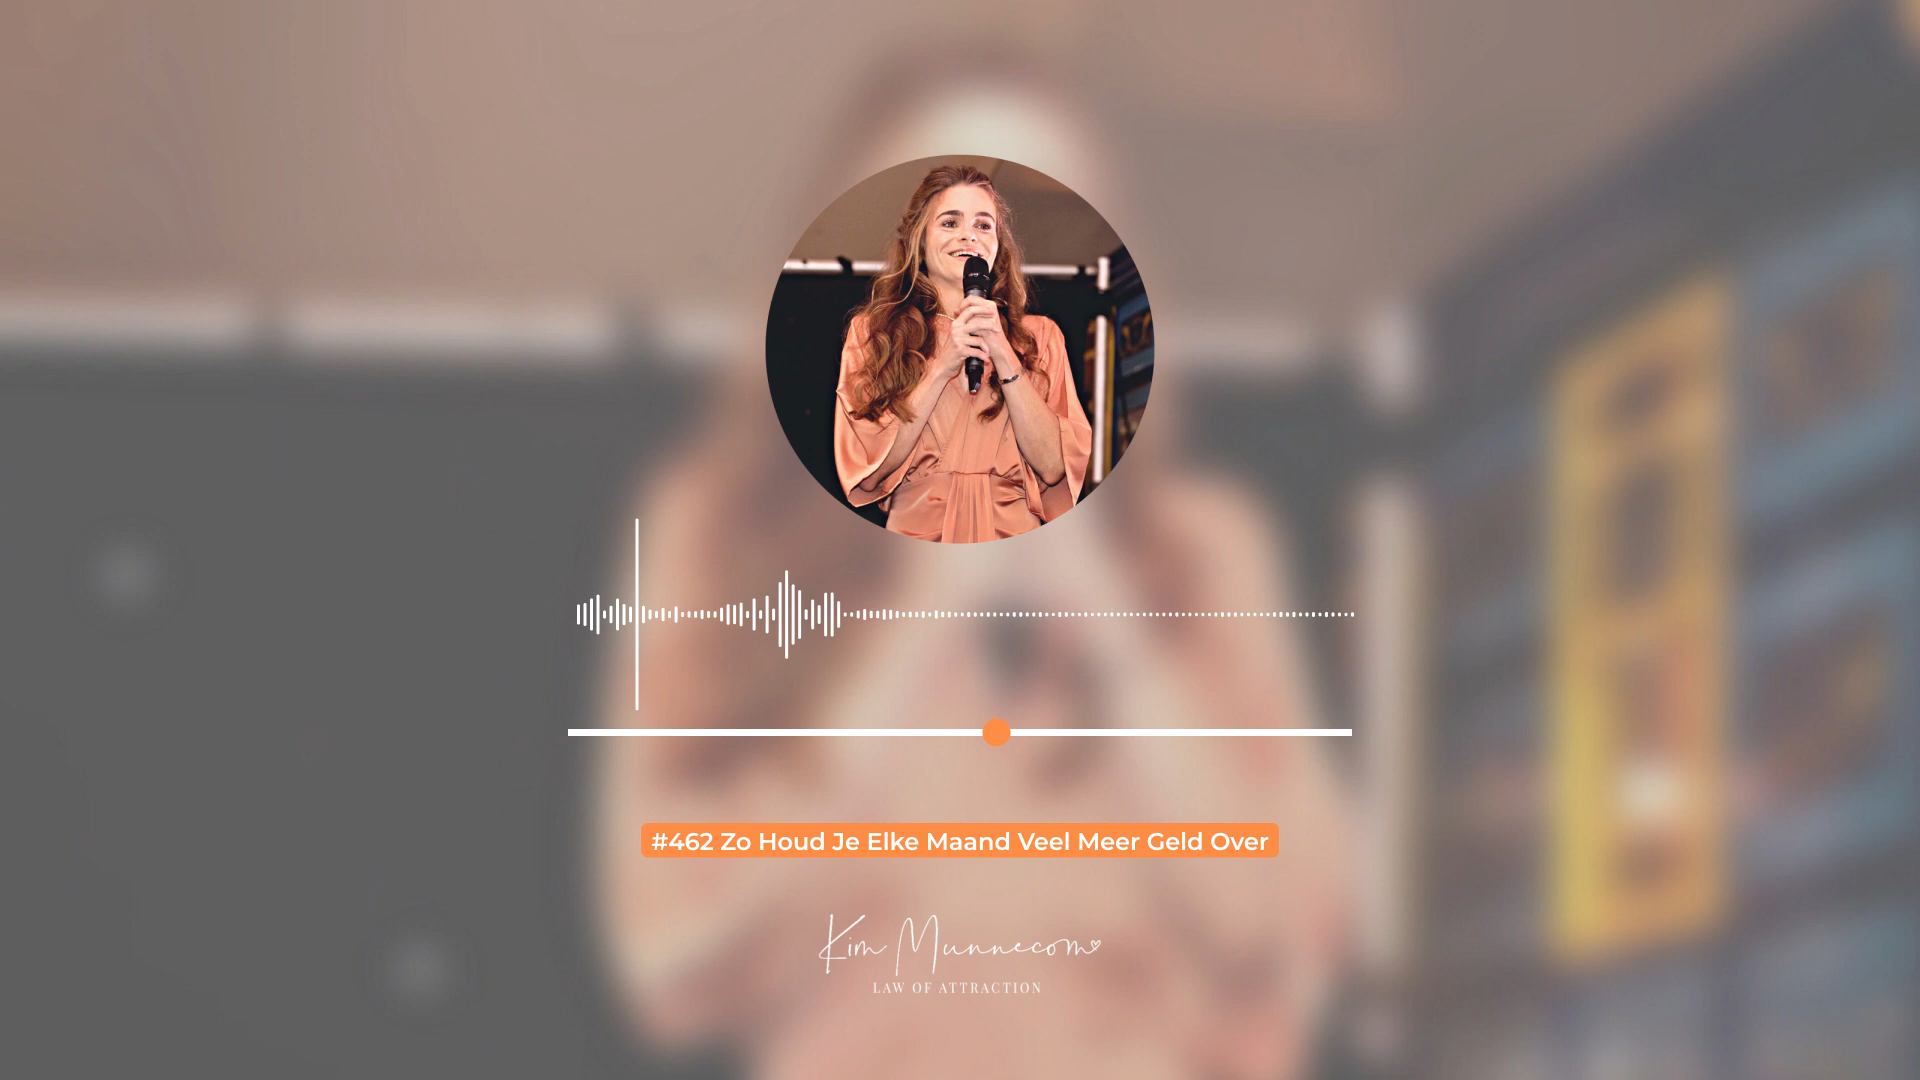 #462 Zo Houd Je Elke Maand Veel Meer Geld Over
Kim Munnecom
LAW OF ATTRACTION